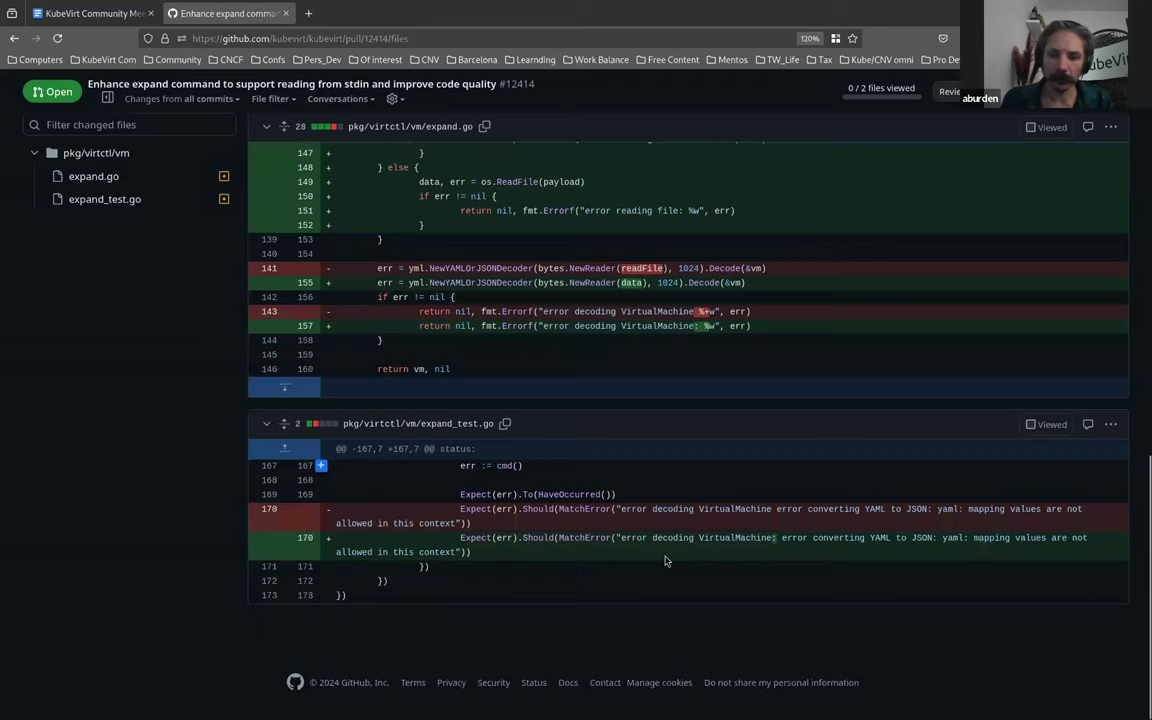 KubeVirt Community Me
Enhance expand comman
https://github.com/kubevirt/kubevirt/pull/12414/files
120%
Computers
KubeVirt Com
Community
CNCF
Pers_Dev
Of interest
CNV
Barcelona
Learnding
Work Balance
Free Content
Mentos
TW_Life
Tax
Kube/CNV omni
Pro De
aburden
Open
Enhance expand command to support reading from stdin and improve code quality #12414
Changes from all commits
File filter
Conversations
0 / 2 files viewed
Revie
Filter changed files
pkg/virtctl/vm
expand.go
expand_test.go
28 pkg/virtctl/vm/expand.go
Viewed
147 + }
148 + } else {
149 + data, err = os.ReadFile(payload)
150 + if err != nil {
151 + return nil, fmt.Errorf("error reading file: %w", err)
152 + }
139 153 }
140 154
141 - err = yml.NewYAMLOrJSONDecoder(bytes.NewReader(readFile), 1024).Decode(&vm)
155 + err = yml.NewYAMLOrJSONDecoder(bytes.NewReader(data), 1024).Decode(&vm)
142 156 if err != nil {
143 - return nil, fmt.Errorf("error decoding VirtualMachine %+w", err)
157 + return nil, fmt.Errorf("error decoding VirtualMachine: %w", err)
144 158 }
145 159
146 160 return vm, nil
2 pkg/virtctl/vm/expand_test.go
Viewed
@@ -167,7 +167,7 @@ status:
167 167 err := cmd()
168 168
169 169 Expect(err).To(HaveOccurred())
170 - Expect(err).Should(MatchError("error decoding VirtualMachine error converting YAML to JSON: yaml: mapping values are not
allowed in this context"))
170 + Expect(err).Should(MatchError("error decoding VirtualMachine: error converting YAML to JSON: yaml: mapping values are not
allowed in this context"))
171 171 })
172 172 })
173 173 })
© 2024 GitHub, Inc.
Terms
Privacy
Security
Status
Docs
Contact
Manage cookies
Do not share my personal information